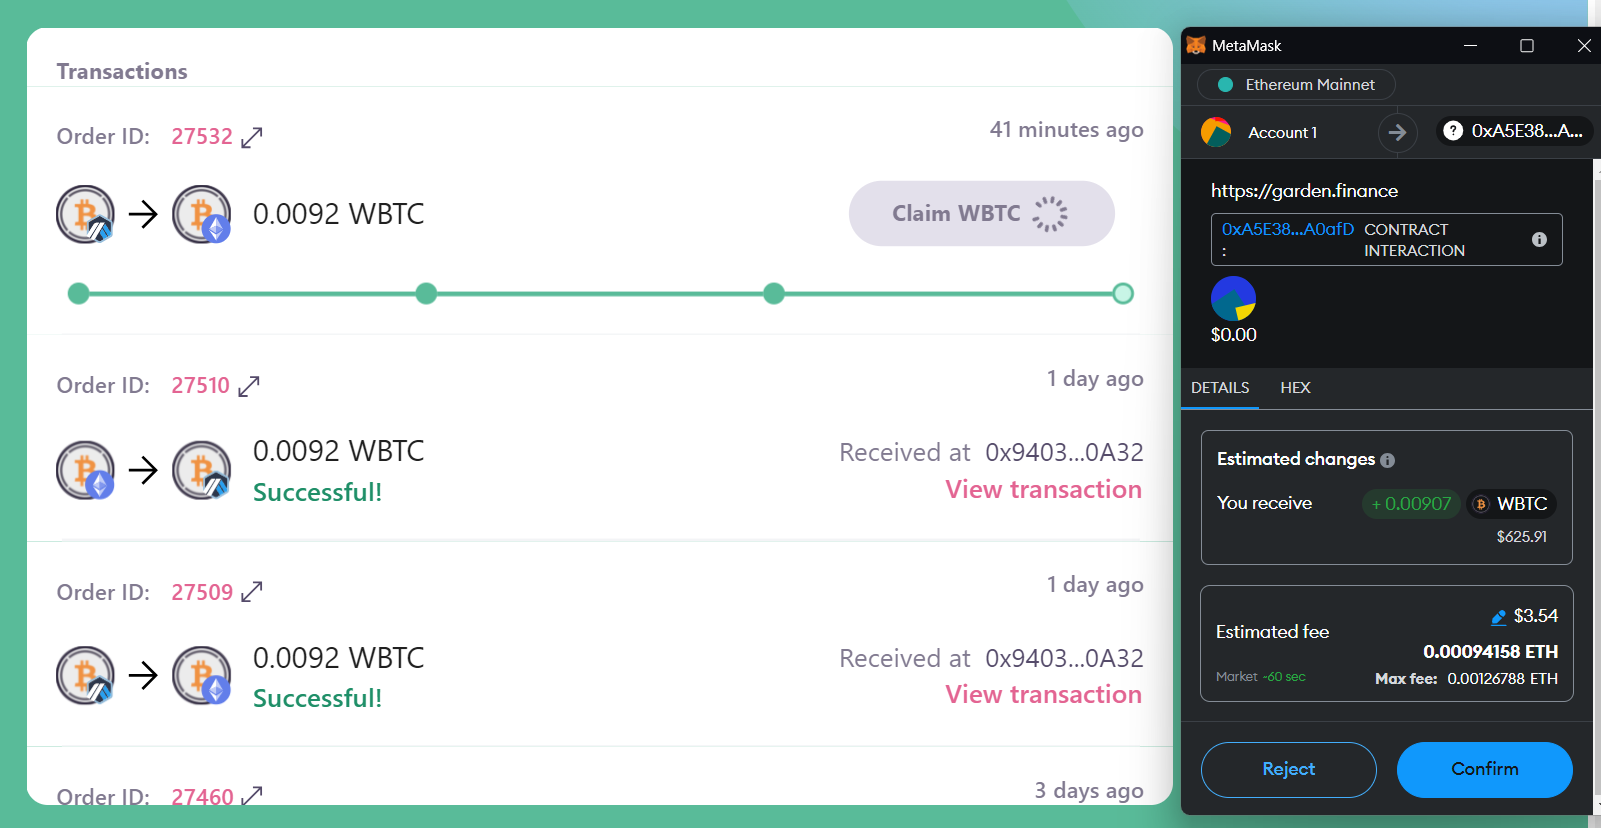 Transactions
Order ID: 27532
41 minutes ago
0.0092 WBTC
Claim WBTC
Order ID: 27510
1 day ago
0.0092 WBTC
Successful!
Received at 0x9403...0A32
View transaction
Order ID: 27509
1 day ago
0.0092 WBTC
Successful!
Received at 0x9403...0A32
View transaction
Order ID: 27460
3 days ago
MetaMask
Ethereum Mainnet
Account 1
? 0xA5E38...A...
https://garden.finance
0xA5E38...A0afD CONTRACT
: INTERACTION
$0.00
DETAILS HEX
Estimated changes
You receive + 0.00907 WBTC
$625.91
$3.54
Estimated fee
0.00094158 ETH
Market ~60 sec Max fee: 0.00126788 ETH
Reject Confirm